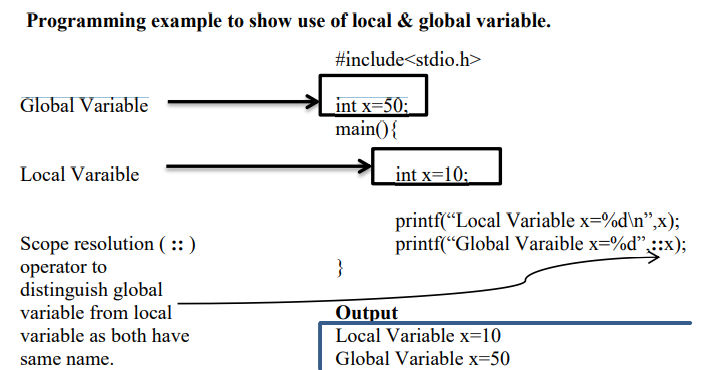 Programming example to show use of local & global variable.
#include<stdio.h>
Global Variable
int x=50;
main(){
Local Varaible
int x=10;
printf(“Local Variable x=%d\n”,x);
Scope resolution ( :: )
printf(“Global Varaible x=%d”,::x);
operator to
}
distinguish global
variable from local
Output
variable as both have
Local Variable x=10
same name.
Global Variable x=50